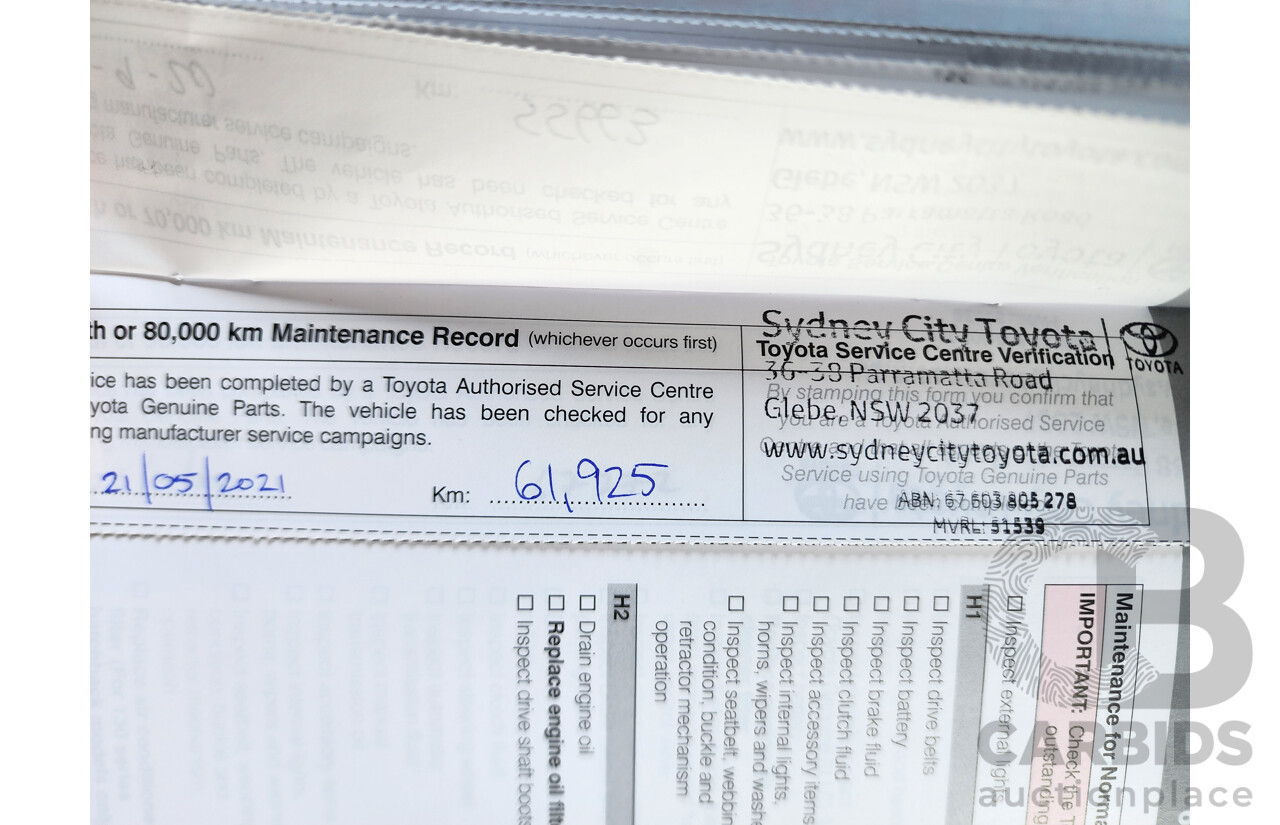 th or 80,000 km Maintenance Record (whichever occurs first)
ice has been completed by a Toyota Authorised Service Centre
yota Genuine Parts. The vehicle has been checked for any
ng manufacturer service campaigns.
21/05/2021
Km: 61,925
Sydney City Toyota
TOYOTA
Toyota Service Centre Verification
36-38 Parramatta Road
By stamping this form you confirm that
Glebe, NSW 2037
you are a Toyota Authorised Service
www.sydneycitytoyota.com.au
Service using Toyota Genuine Parts
have been
ABN: 67 603 805 278
MVRL: 51539
Maintenance for Norma
IMPORTANT: Check the T
outstanding
Inspect external lights
H1
Inspect drive belts
Inspect battery
Inspect brake fluid
Inspect clutch fluid
Inspect accessory items
Inspect internal lights,
horns, wipers and washe
Inspect seatbelt, webbin
condition, buckle and
retractor mechanism
operation
H2
Drain engine oil
Replace engine oil filt
Inspect drive shaft boots
CARBIDS
auctionplace